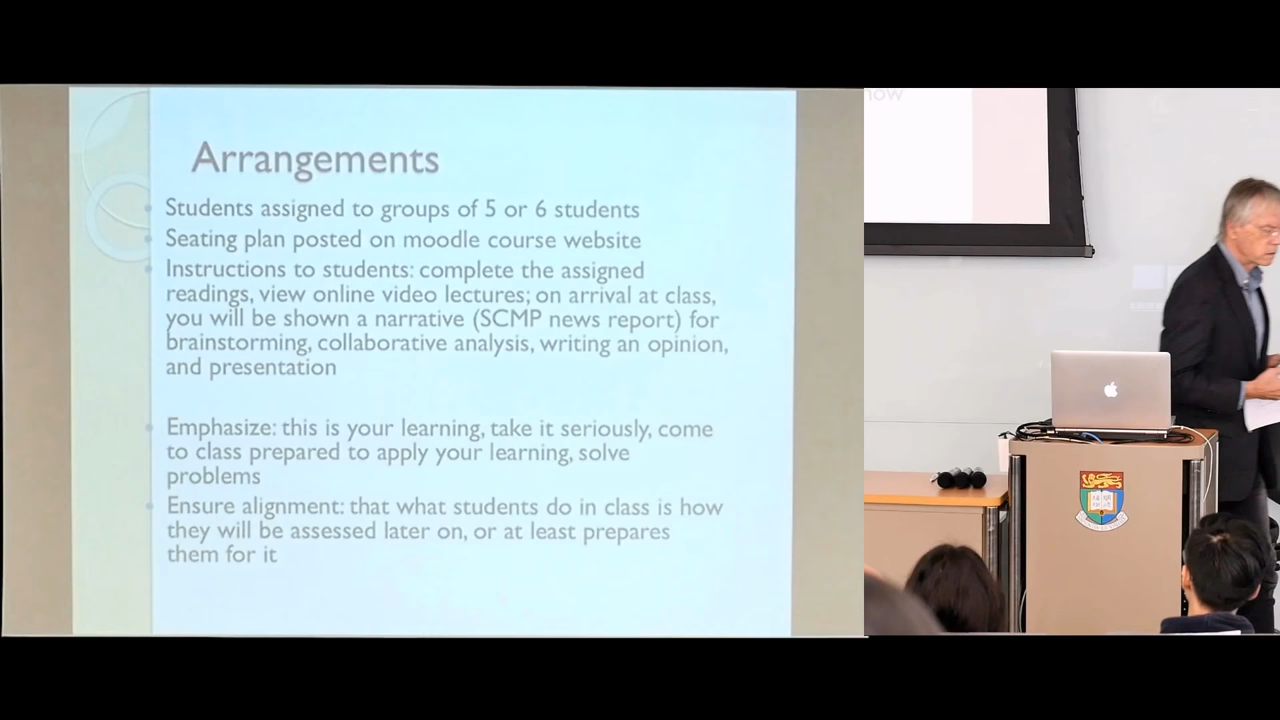 Arrangements
Students assigned to groups of 5 or 6 students
Seating plan posted on moodle course website
Instructions to students: complete the assigned
readings, view online video lectures; on arrival at class,
you will be shown a narrative (SCMP news report) for
brainstorming, collaborative analysis, writing an opinion,
and presentation
Emphasize: this is your learning, take it seriously, come
to class prepared to apply your learning, solve
problems
Ensure alignment: that what students do in class is how
they will be assessed later on, or at least prepares
them for it